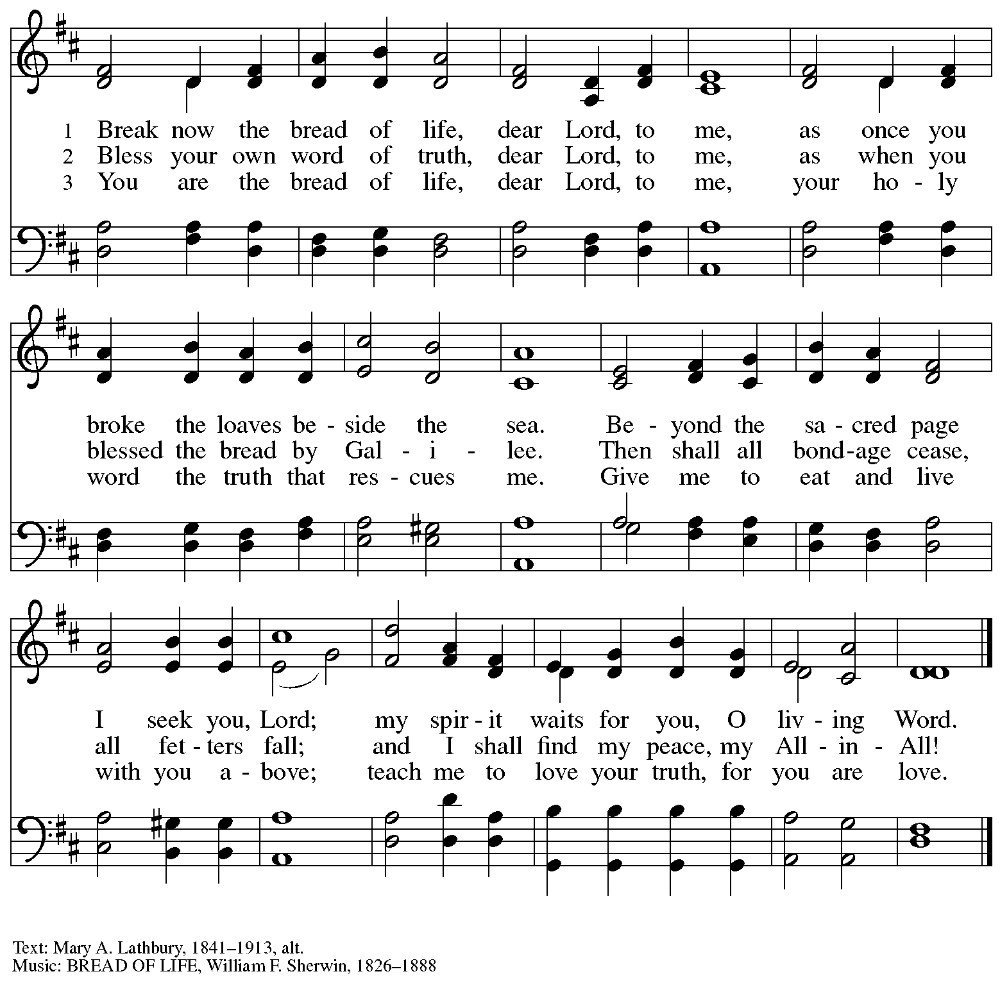 1 Break now the bread of life, dear Lord, to me, as once you
2 Bless your own word of truth, dear Lord, to me, as when you
3 You are the bread of life, dear Lord, to me, your ho - ly
broke the loaves be - side the sea. Be - yond the sa - cred page
blessed the bread by Gal - i - lee. Then shall all bond - age cease,
word the truth that res - cues me. Give me to eat and live
I seek you, Lord; my spir - it waits for you, O liv - ing Word.
all fet - ters fall; and I shall find my peace, my All - in - All!
with you a - bove; teach me to love your truth, for you are love.
Text: Mary A. Lathbury, 1841–1913, alt.
Music: BREAD OF LIFE, William F. Sherwin, 1826–1888